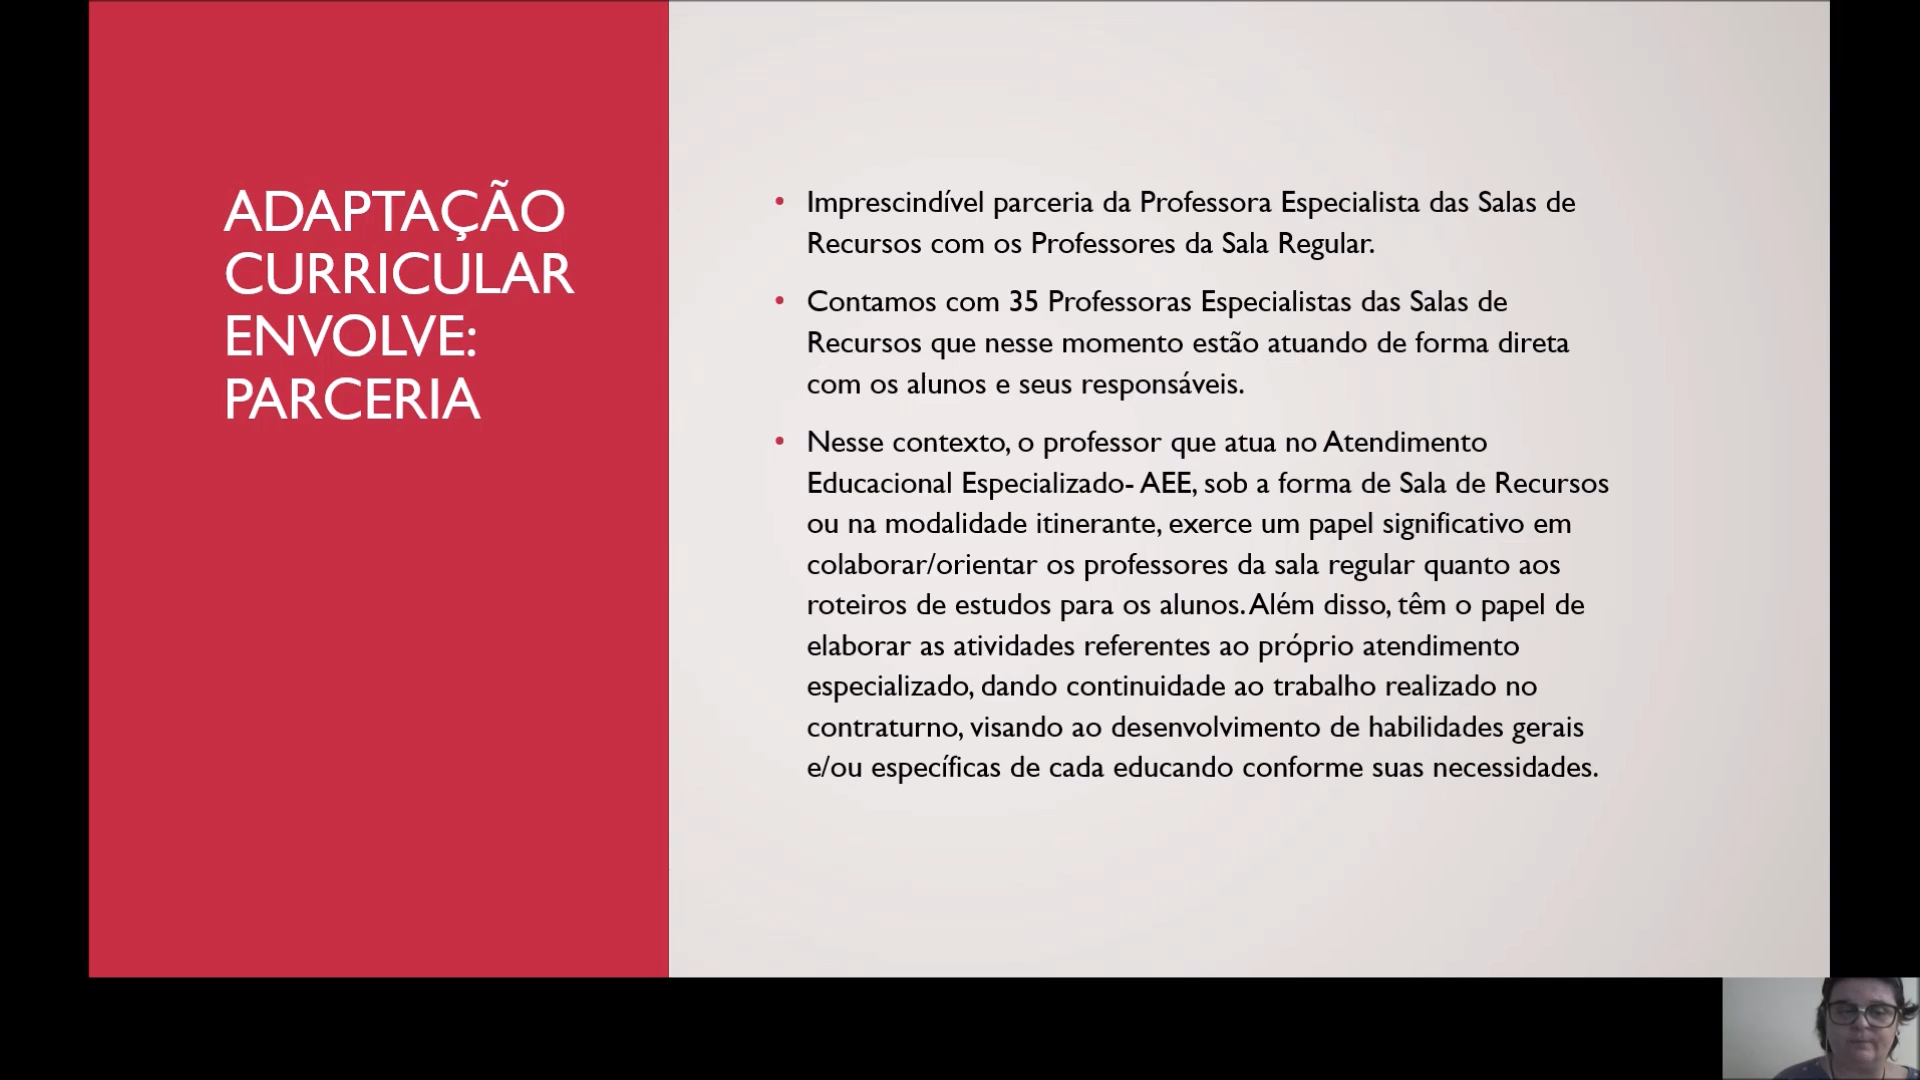 ADAPTAÇÃO
CURRICULAR
ENVOLVE:
PARCERIA
• Imprescindível parceria da Professora Especialista das Salas de
Recursos com os Professores da Sala Regular.
• Contamos com 35 Professoras Especialistas das Salas de
Recursos que nesse momento estão atuando de forma direta
com os alunos e seus responsáveis.
• Nesse contexto, o professor que atua no Atendimento
Educacional Especializado- AEE, sob a forma de Sala de Recursos
ou na modalidade itinerante, exerce um papel significativo em
colaborar/orientar os professores da sala regular quanto aos
roteiros de estudos para os alunos. Além disso, têm o papel de
elaborar as atividades referentes ao próprio atendimento
especializado, dando continuidade ao trabalho realizado no
contraturno, visando ao desenvolvimento de habilidades gerais
e/ou específicas de cada educando conforme suas necessidades.